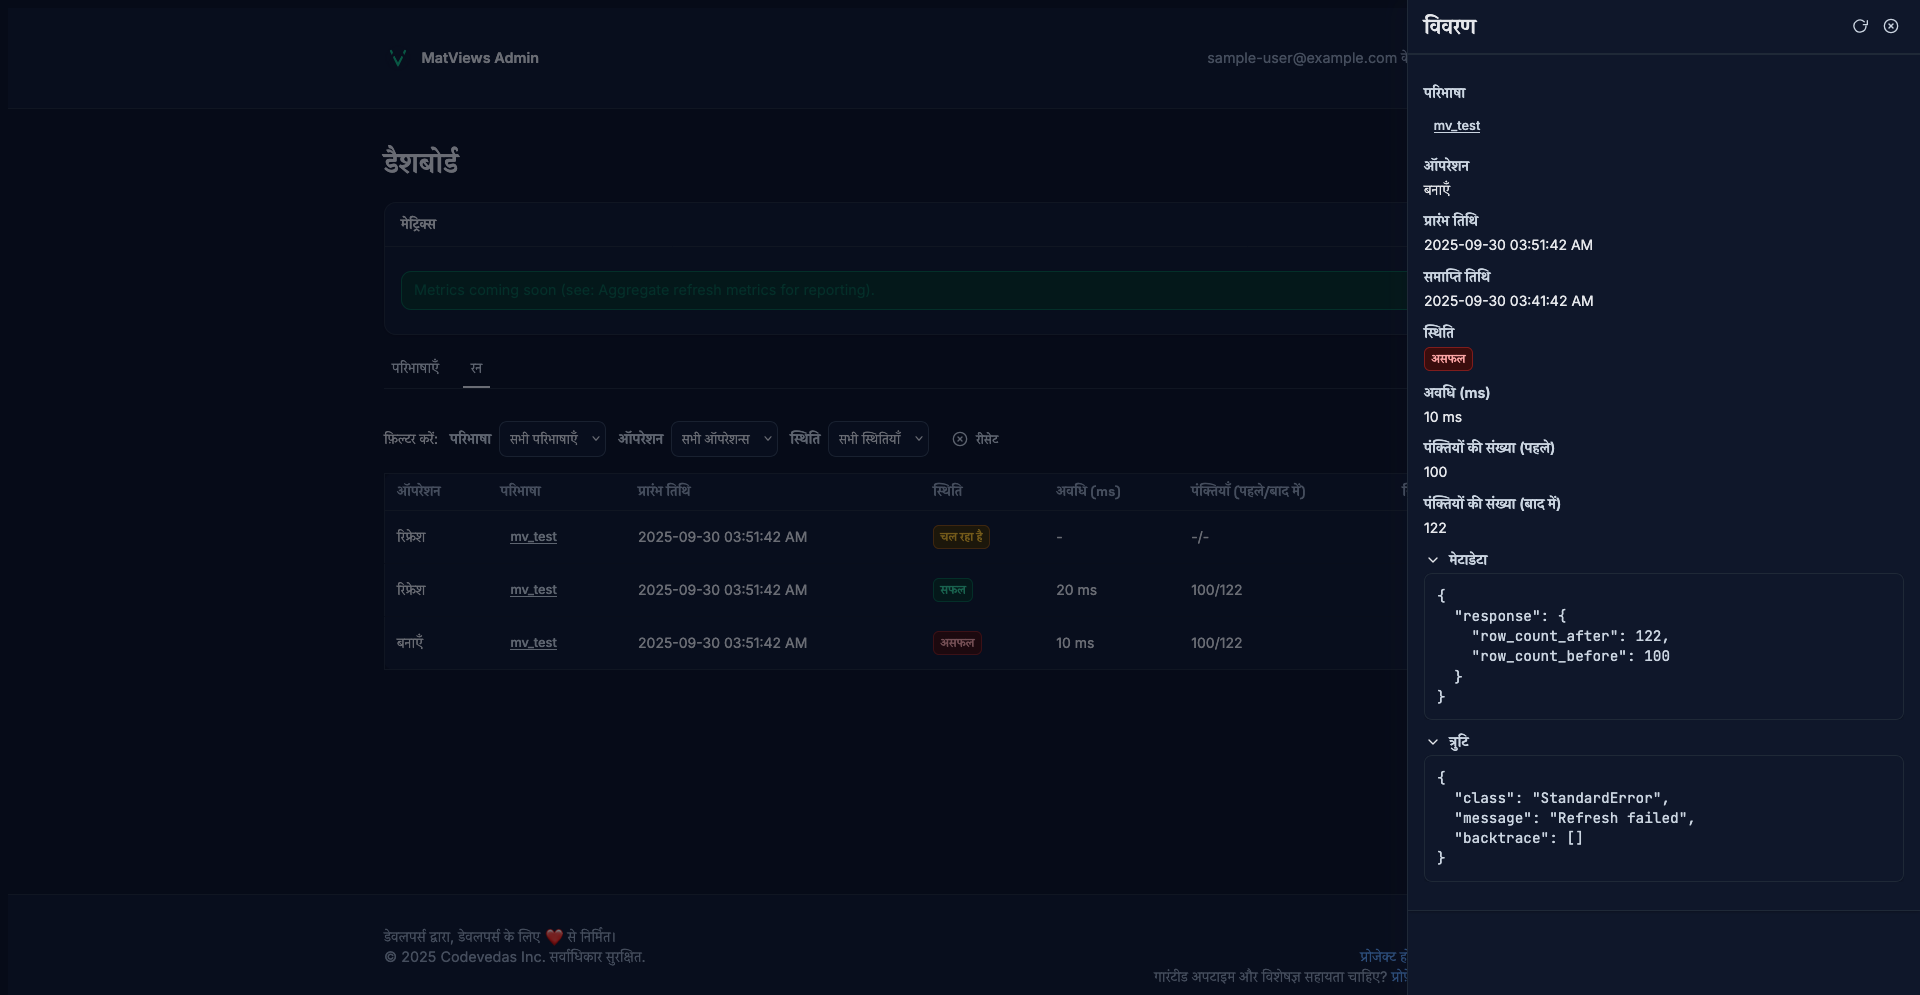 MatViews Admin
sample-user@example.com
डैशबोर्ड
मेट्रिक्स
Metrics coming soon (see: Aggregate refresh metrics for reporting).
परिभाषाएँ रन
फ़िल्टर करें: परिभाषा सभी परिभाषाएँ ऑपरेशन सभी ऑपरेशन्स स्थिति सभी स्थितियाँ रीसेट
ऑपरेशन परिभाषा प्रारंभ तिथि स्थिति अवधि (ms) पंक्तियाँ (पहले/बाद में)
रिफ्रेश mv_test 2025-09-30 03:51:42 AM चल रहा है - -/-
रिफ्रेश mv_test 2025-09-30 03:51:42 AM सफल 20 ms 100/122
बनाएँ mv_test 2025-09-30 03:51:42 AM असफल 10 ms 100/122
डेवलपर्स द्वारा, डेवलपर्स के लिए ❤️ से निर्मित।
© 2025 Codevedas Inc. सर्वाधिकार सुरक्षित.
प्रोजेक्ट
गारंटीड अपटाइम और विशेषज्ञ सहायता चाहिए?
विवरण
परिभाषा
mv_test
ऑपरेशन
बनाएँ
प्रारंभ तिथि
2025-09-30 03:51:42 AM
समाप्ति तिथि
2025-09-30 03:41:42 AM
स्थिति
असफल
अवधि (ms)
10 ms
पंक्तियों की संख्या (पहले)
100
पंक्तियों की संख्या (बाद में)
122
मेटाडेटा
{
"response": {
"row_count_after": 122,
"row_count_before": 100
}
}
त्रुटि
{
"class": "StandardError",
"message": "Refresh failed",
"backtrace": []
}